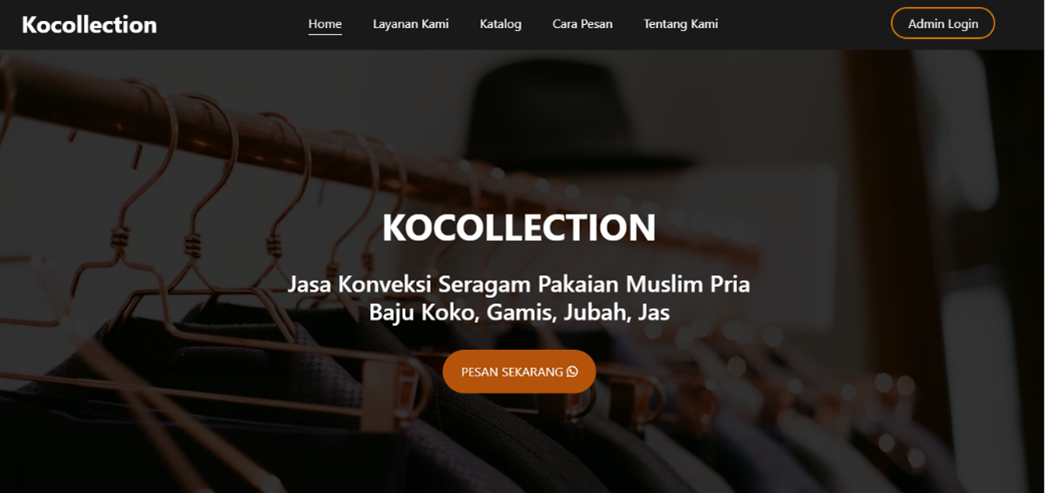 Kocollection
Home Layanan Kami Katalog Cara Pesan Tentang Kami
Admin Login
KOCOLLECTION
Jasa Konveksi Seragam Pakaian Muslim Pria
Baju Koko, Gamis, Jubah, Jas
PESAN SEKARANG